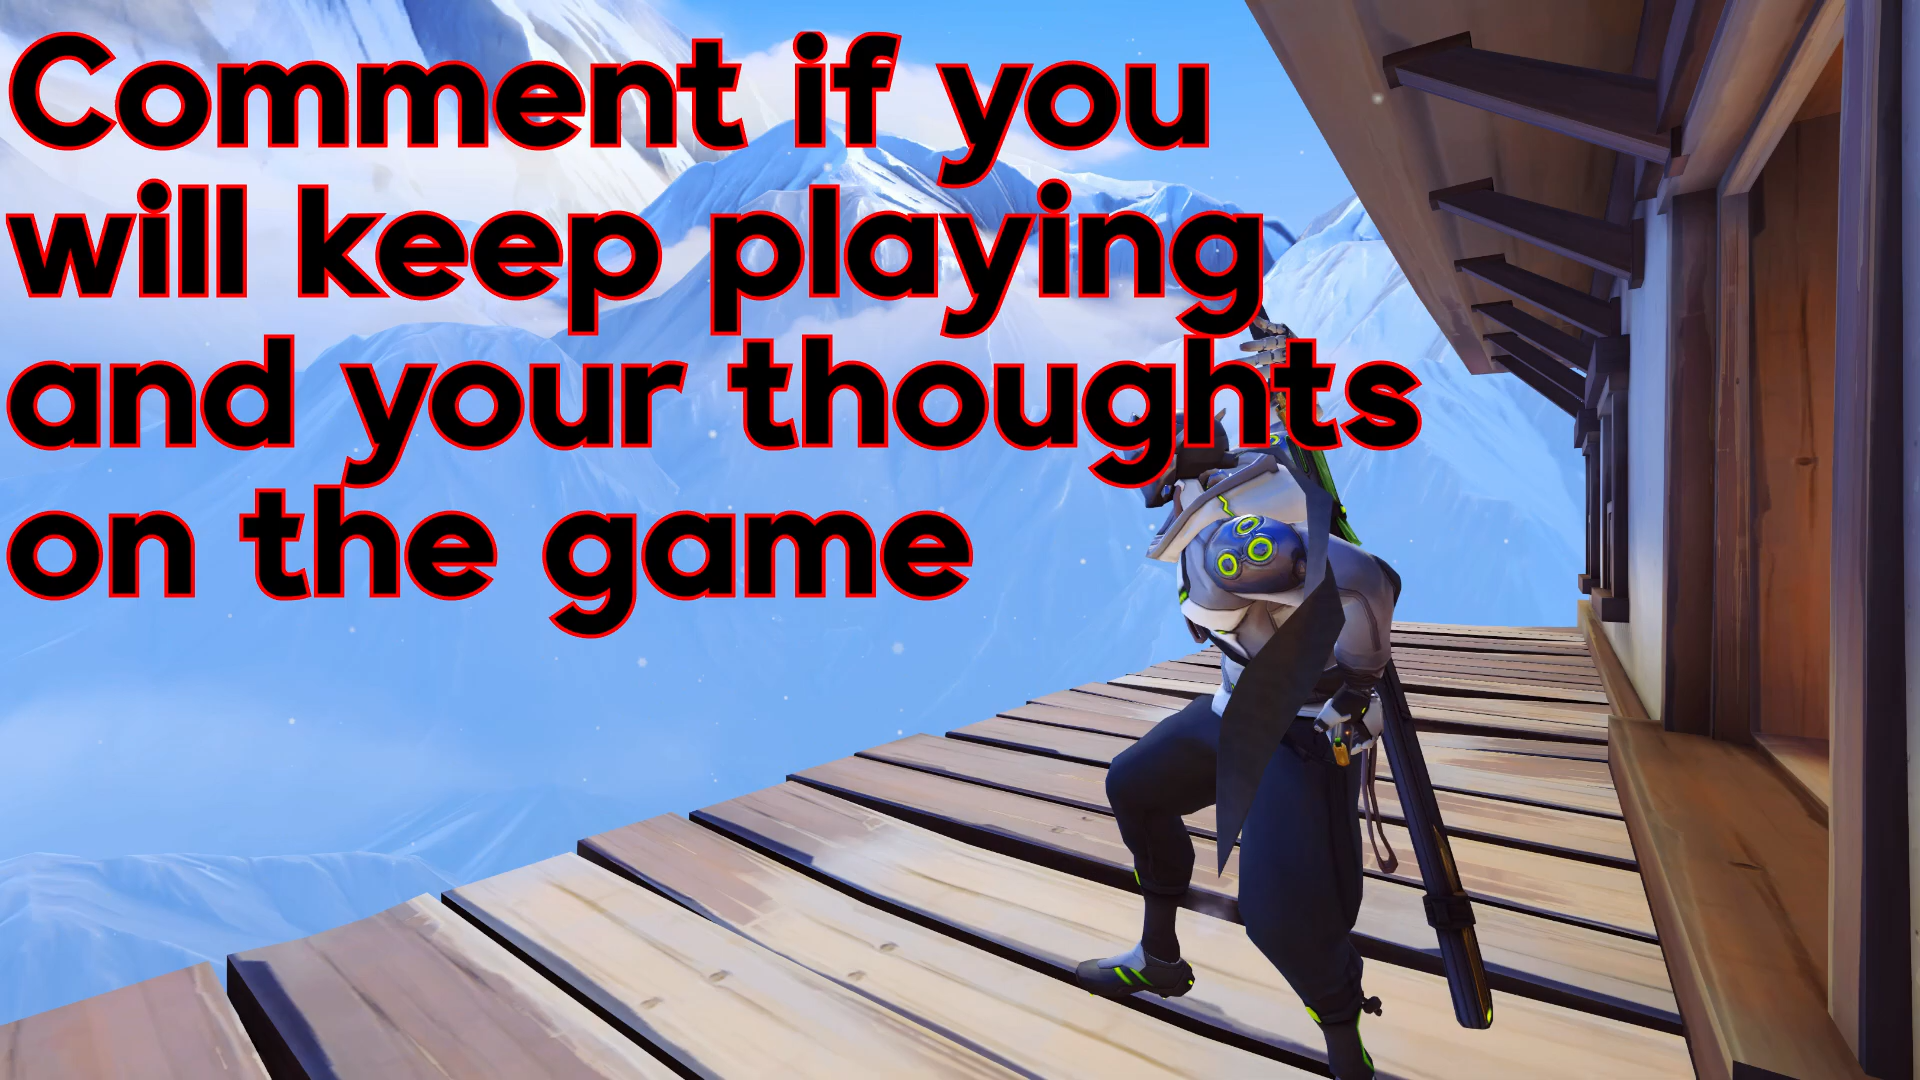 Comment if you
will keep playing
and your thoughts
on the game